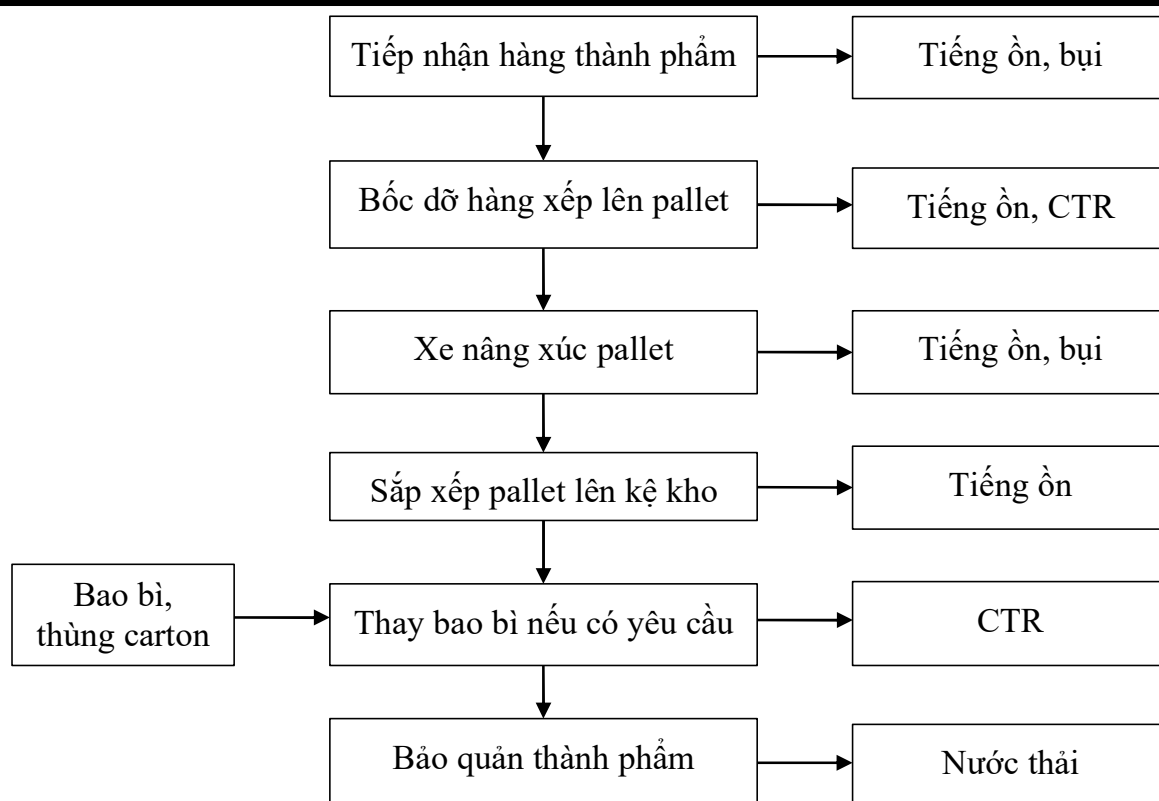 Tiếp nhận hàng thành phẩm
Tiếng ồn, bụi
Bốc dỡ hàng xếp lên pallet
Tiếng ồn, CTR
Xe nâng xúc pallet
Tiếng ồn, bụi
Sắp xếp pallet lên kệ kho
Tiếng ồn
Bao bì,
thùng carton
Thay bao bì nếu có yêu cầu
CTR
Bảo quản thành phẩm
Nước thải